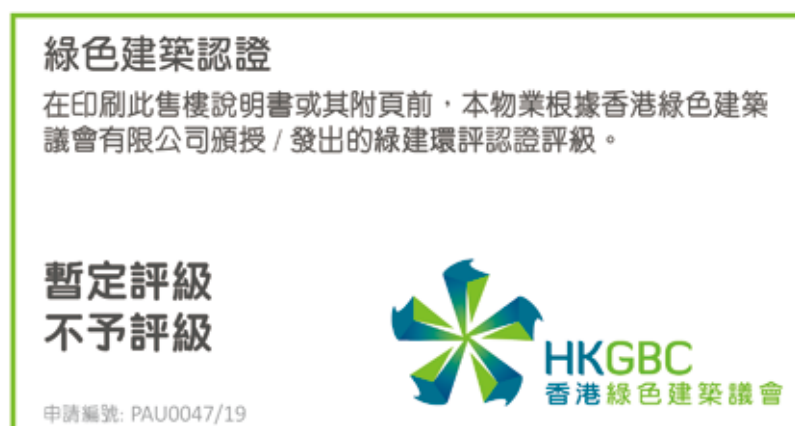 綠色建築認證
在印刷此售樓說明書或其附頁前，本物業根據香港綠色建築
議會有限公司頒授 / 發出的綠建環評認證評級。
暫定評級
不予評級
HKGBC
香港綠色建築議會
申請編號: PAU0047/19